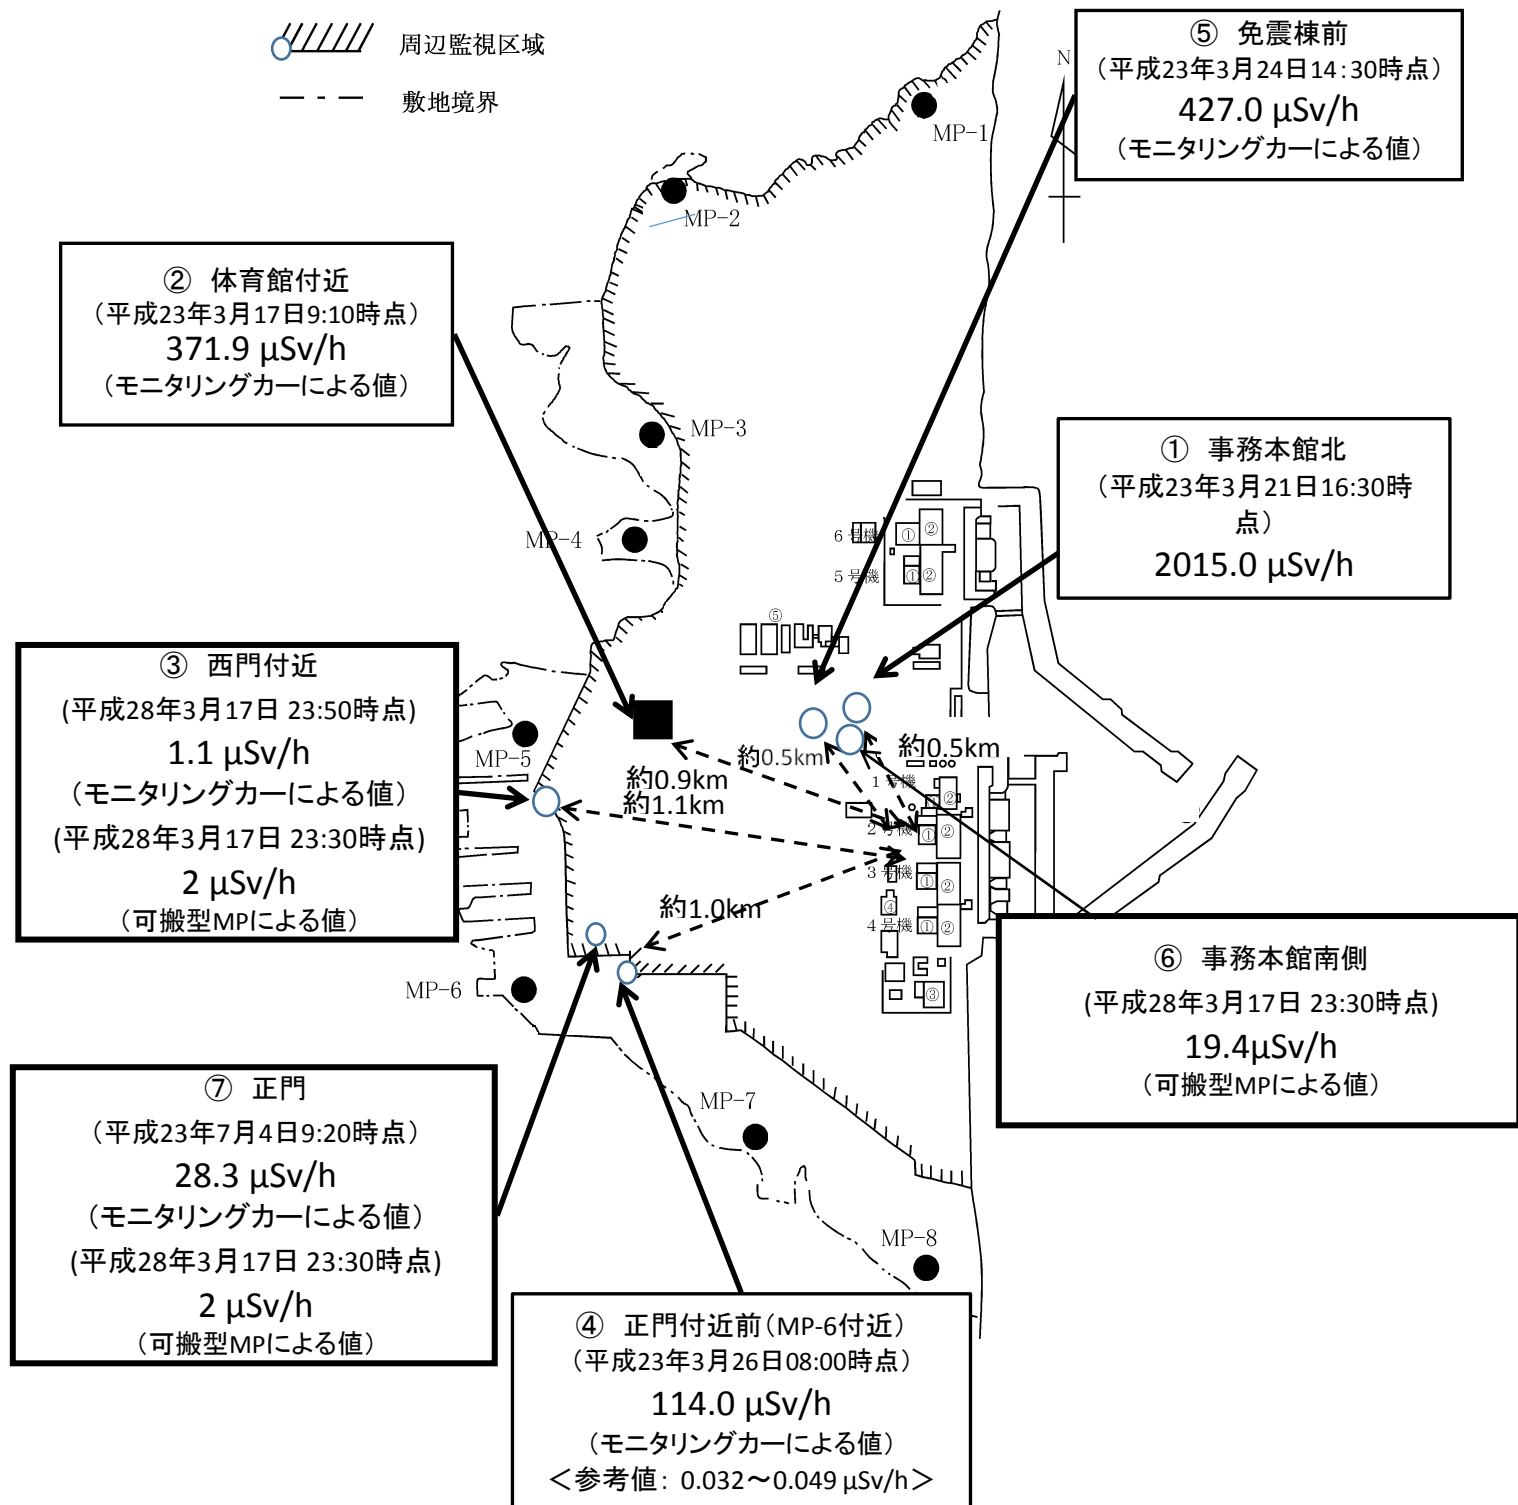 周辺監視区域
敷地境界
N
⑤ 免震棟前
（平成23年3月24日14：30時点）
427.0 μSv/h
（モニタリングカーによる値）
MP-1
MP-2
② 体育館付近
（平成23年3月17日9:10時点）
371.9 μSv/h
（モニタリングカーによる値）
MP-3
① 事務本館北
（平成23年3月21日16:30時
点）
2015.0 μSv/h
MP-4
６号機
①
②
５号機
①
②
⑤
③ 西門付近
(平成28年3月17日 23:50時点)
1.1 μSv/h
（モニタリングカーによる値）
(平成28年3月17日 23:30時点)
2 μSv/h
（可搬型MPによる値）
MP-5
約0.5km
約0.5km
約0.9km
約1.1km
１号機
①
②
２号機
①
②
３号機
①
②
④
４号機
①
②
約1.0km
③
MP-6
⑥ 事務本館南側
(平成28年3月17日 23:30時点)
19.4μSv/h
（可搬型MPによる値）
⑦ 正門
（平成23年7月4日9:20時点）
28.3 μSv/h
（モニタリングカーによる値）
(平成28年3月17日 23:30時点)
2 μSv/h
（可搬型MPによる値）
MP-7
MP-8
④ 正門付近前（MP-6付近）
（平成23年3月26日08:00時点）
114.0 μSv/h
（モニタリングカーによる値）
＜参考値： 0.032～0.049 μSv/h＞